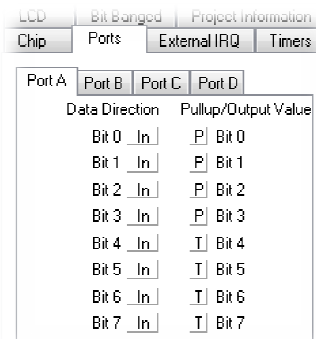 LCD Bit Banged Project Information
Chip Ports External IRQ Timers
Port A Port B Port C Port D
Data Direction Pullup/Output Value
Bit 0 In P Bit 0
Bit 1 In P Bit 1
Bit 2 In P Bit 2
Bit 3 In P Bit 3
Bit 4 In T Bit 4
Bit 5 In T Bit 5
Bit 6 In T Bit 6
Bit 7 In T Bit 7